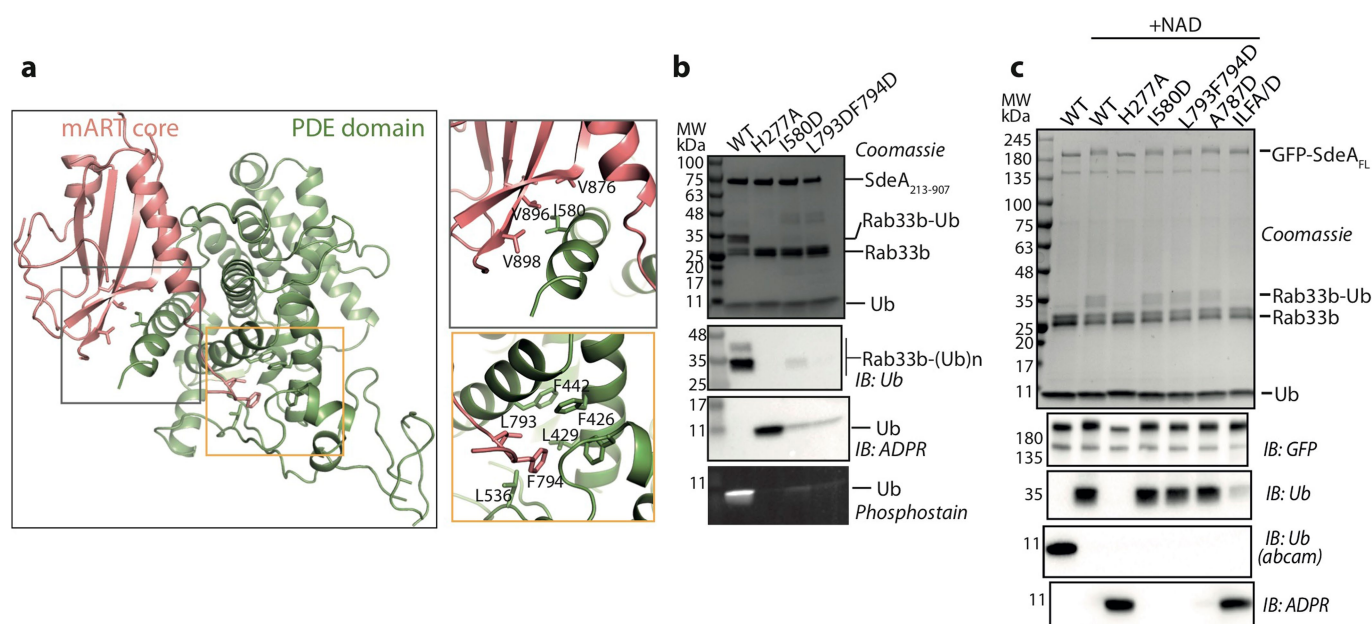 a
mART core
PDE domain
V876
V896
I580
V898
F442
L793
F426
L429
F794
L536
b
MW
kDa
WT
H277A
I580D
L793DF794D
Coomassie
100
75
63
48
35
25
20
17
11
SdeA213-907
Rab33b-Ub
Rab33b
Ub
48
35
25
Rab33b-(Ub)n
IB: Ub
17
11
Ub
IB: ADPR
11
Ub
Phosphostain
c
+NAD
MW
kDa
WT
WT
H277A
I580D
L793F794D
A787D
ILFA/D
245
180
135
100
75
63
48
35
25
20
17
11
GFP-SdeAFL
Coomassie
Rab33b-Ub
Rab33b
Ub
180
135
IB: GFP
35
IB: Ub
11
IB: Ub
(abcam)
11
IB: ADPR